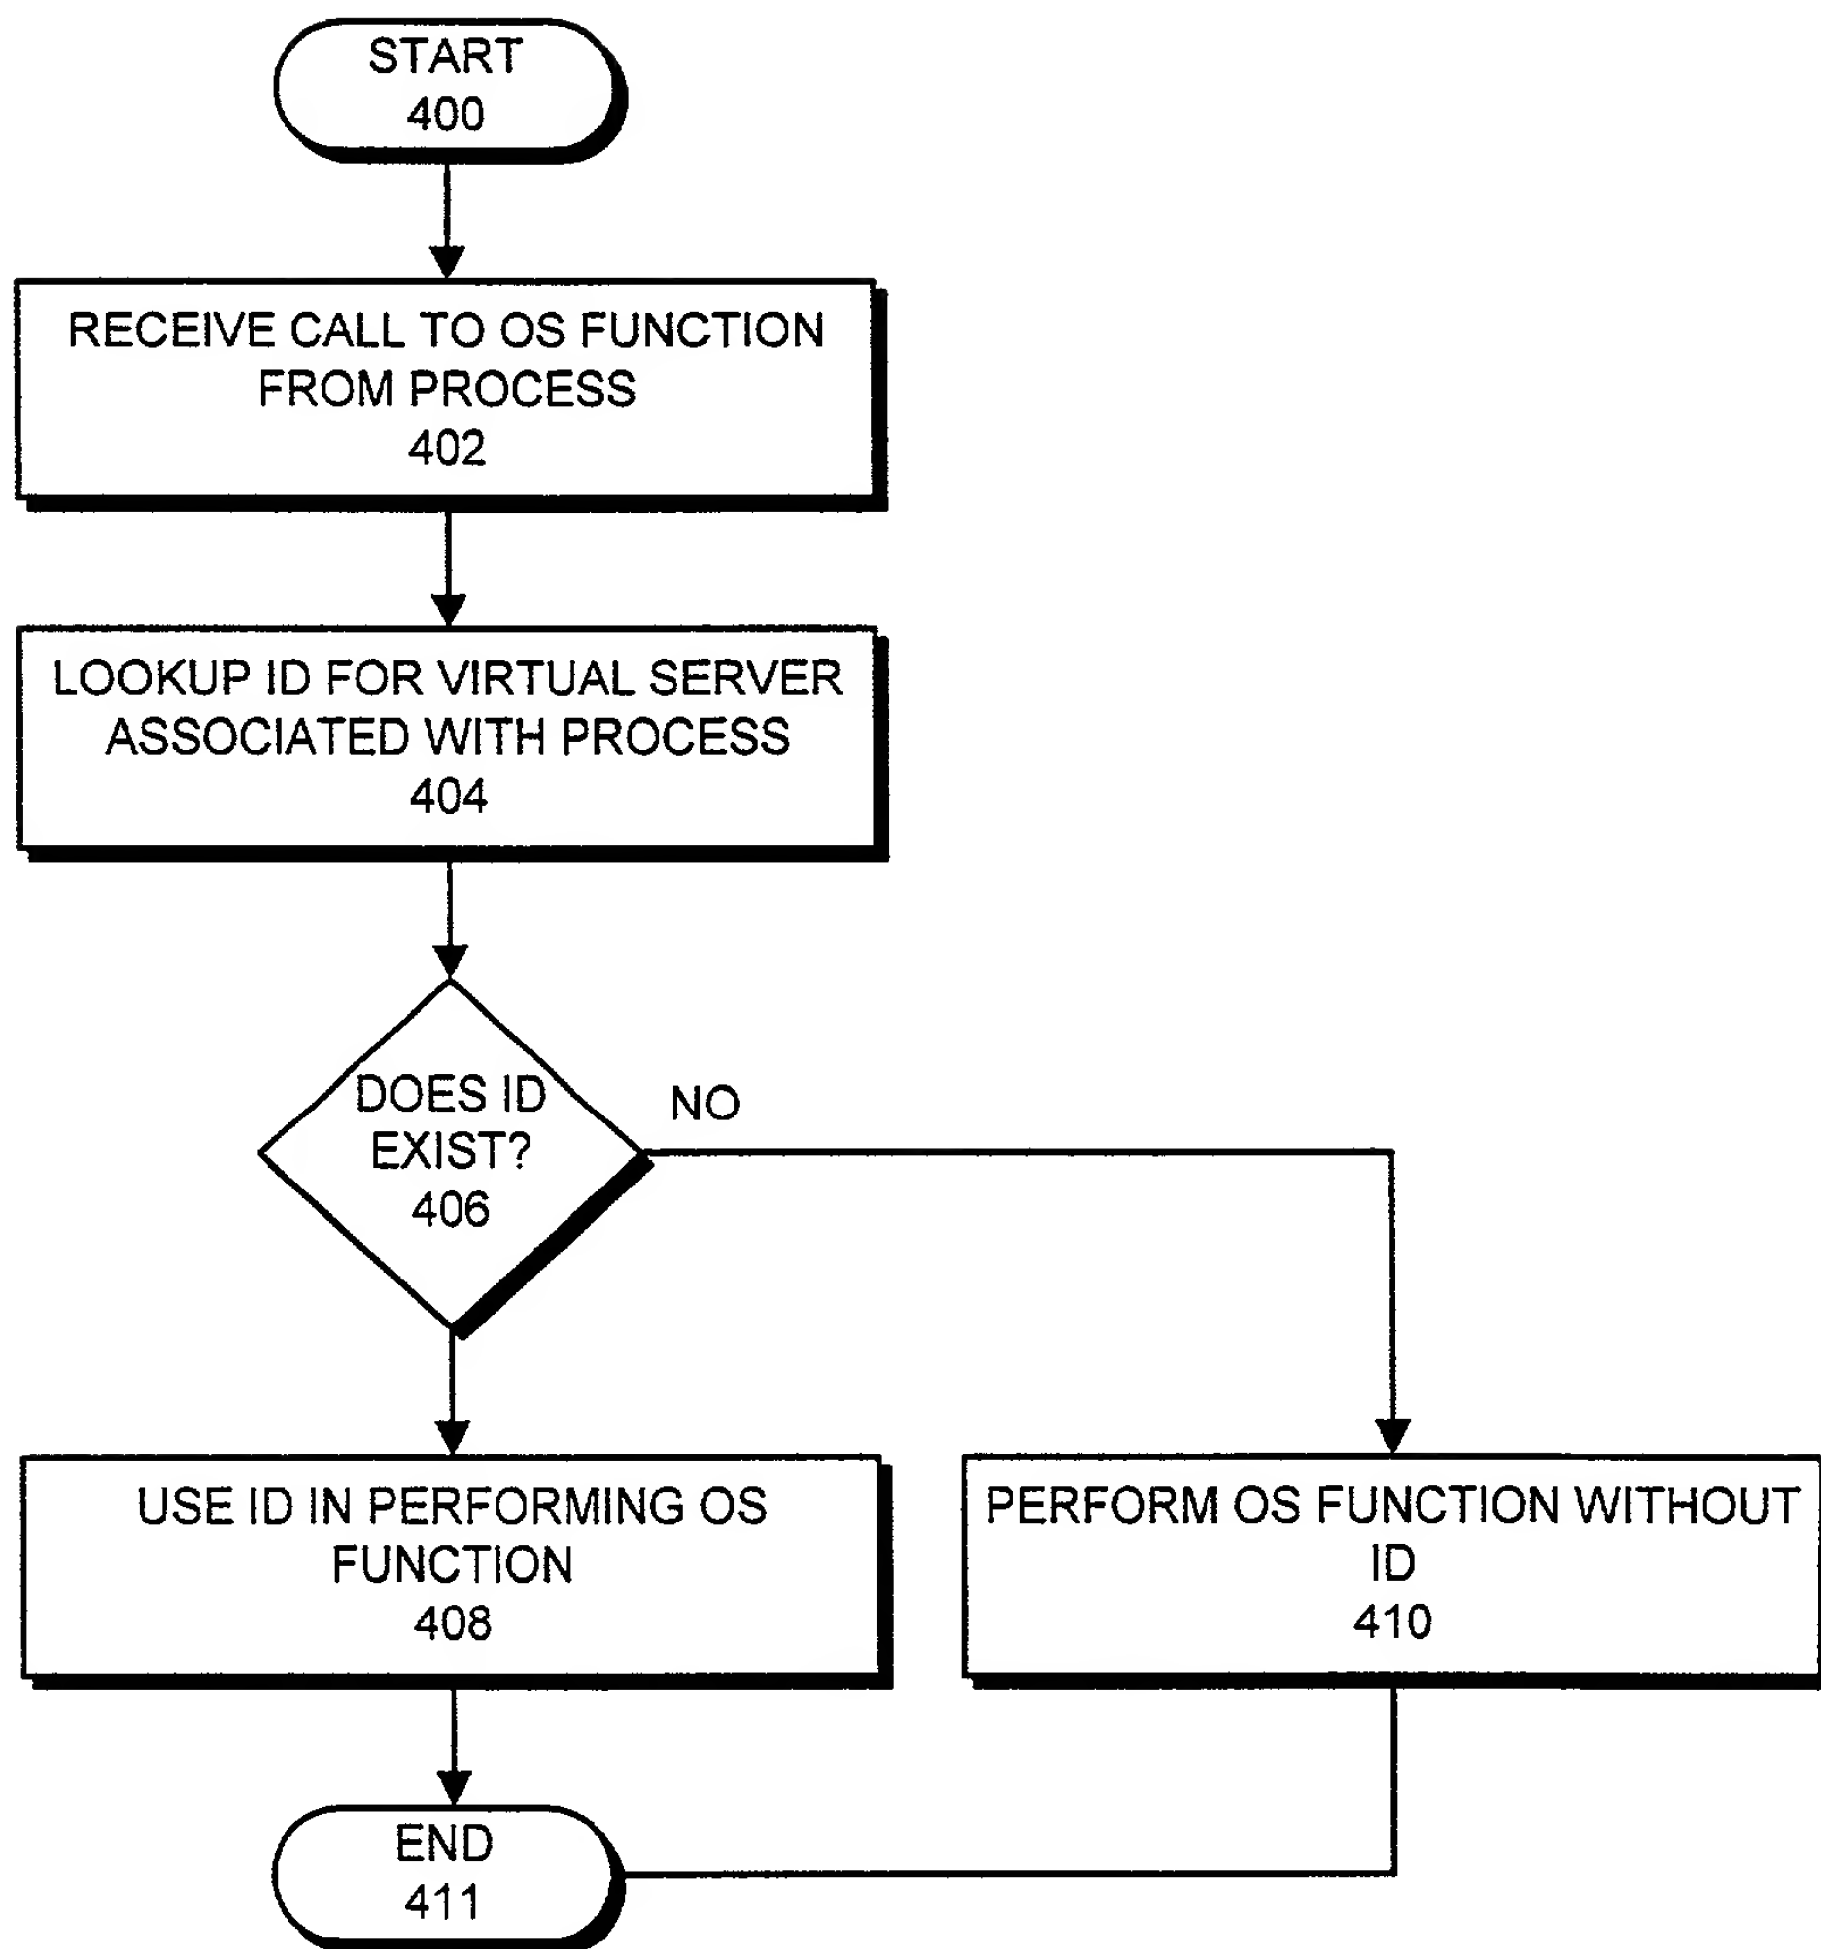 START
400
RECEIVE CALL TO OS FUNCTION
FROM PROCESS
402
LOOKUP ID FOR VIRTUAL SERVER
ASSOCIATED WITH PROCESS
404
DOES ID
EXIST?
406
NO
USE ID IN PERFORMING OS
FUNCTION
408
PERFORM OS FUNCTION WITHOUT
ID
410
END
411